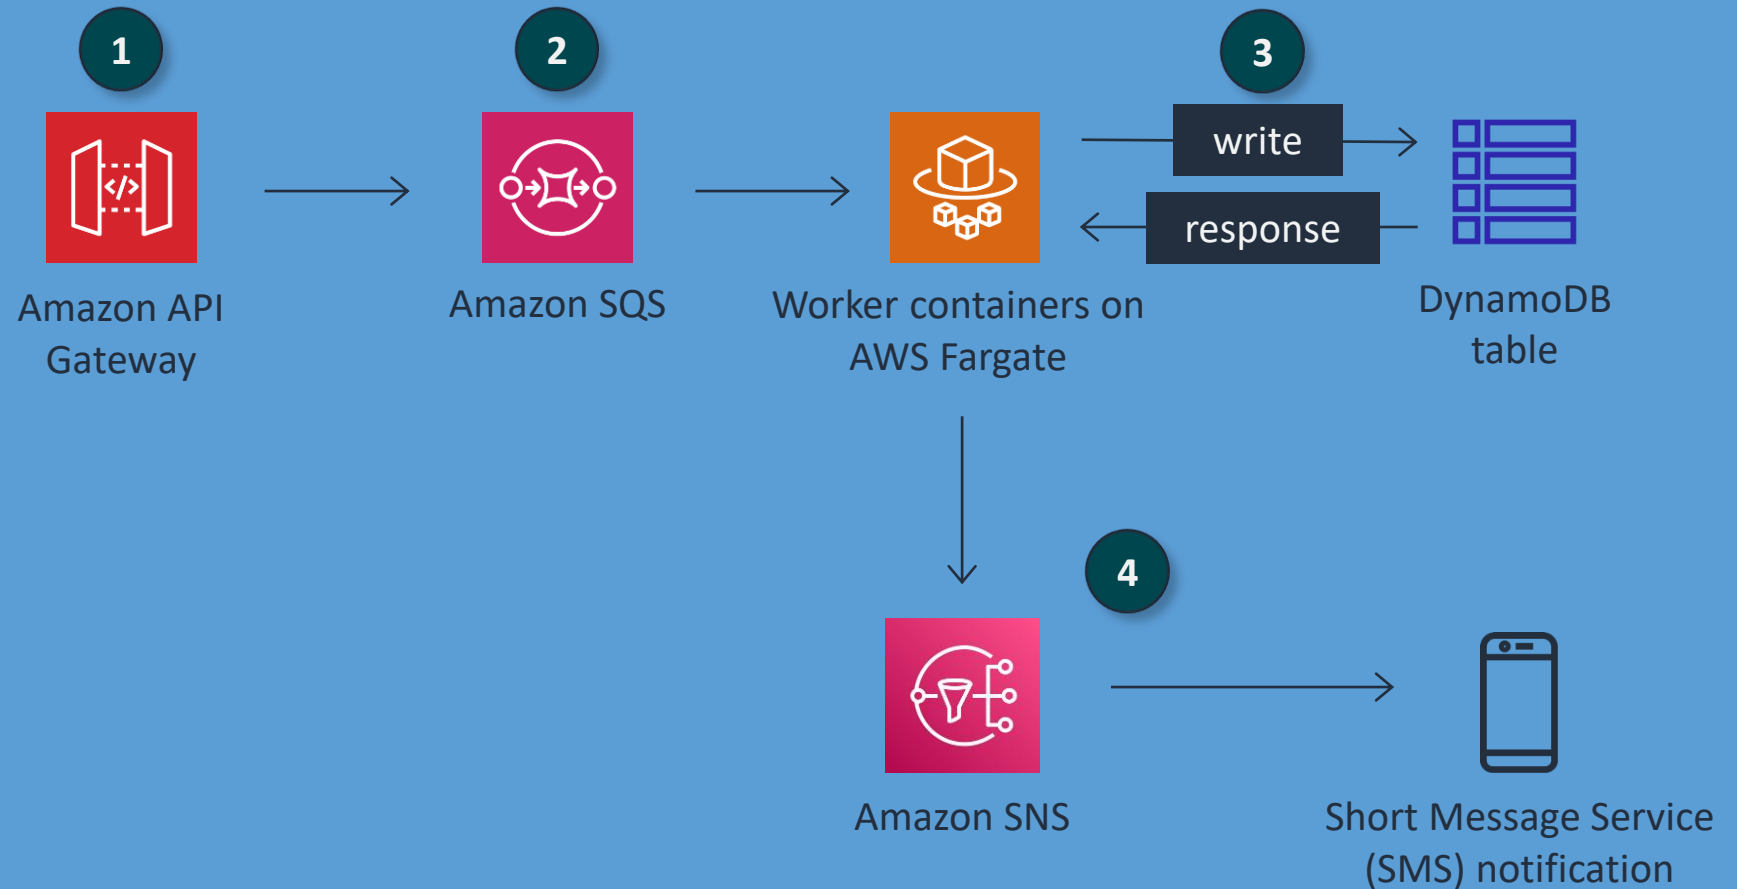 1
2
3
write
response
</>
Amazon API
Gateway
Amazon SQS
Worker containers on
AWS Fargate
DynamoDB
table
4
Amazon SNS
Short Message Service
(SMS) notification